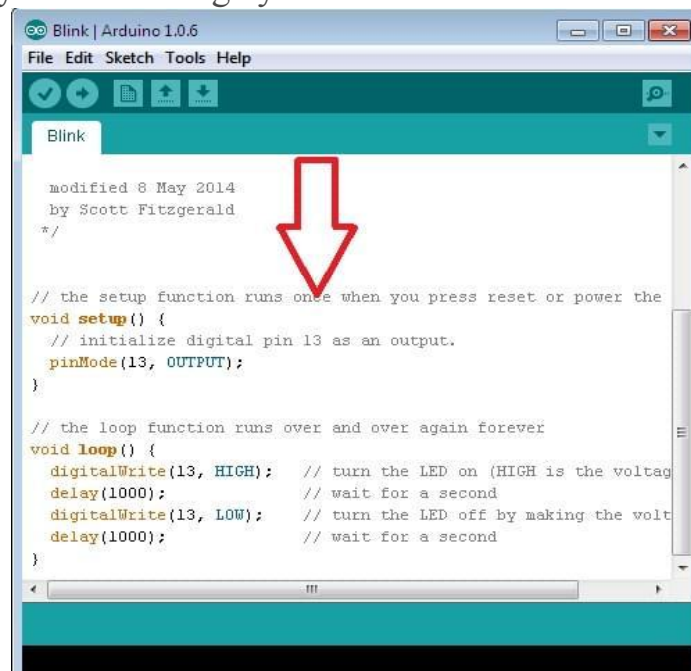 Blink | Arduino 1.0.6
File Edit Sketch Tools Help
Blink
modified 8 May 2014
by Scott Fitzgerald
*/
// the setup function runs once when you press reset or power the
void setup() {
// initialize digital pin 13 as an output.
pinMode(13, OUTPUT);
}
// the loop function runs over and over again forever
void loop() {
digitalWrite(13, HIGH);   // turn the LED on (HIGH is the voltag
delay(1000);              // wait for a second
digitalWrite(13, LOW);    // turn the LED off by making the volt
delay(1000);              // wait for a second
}